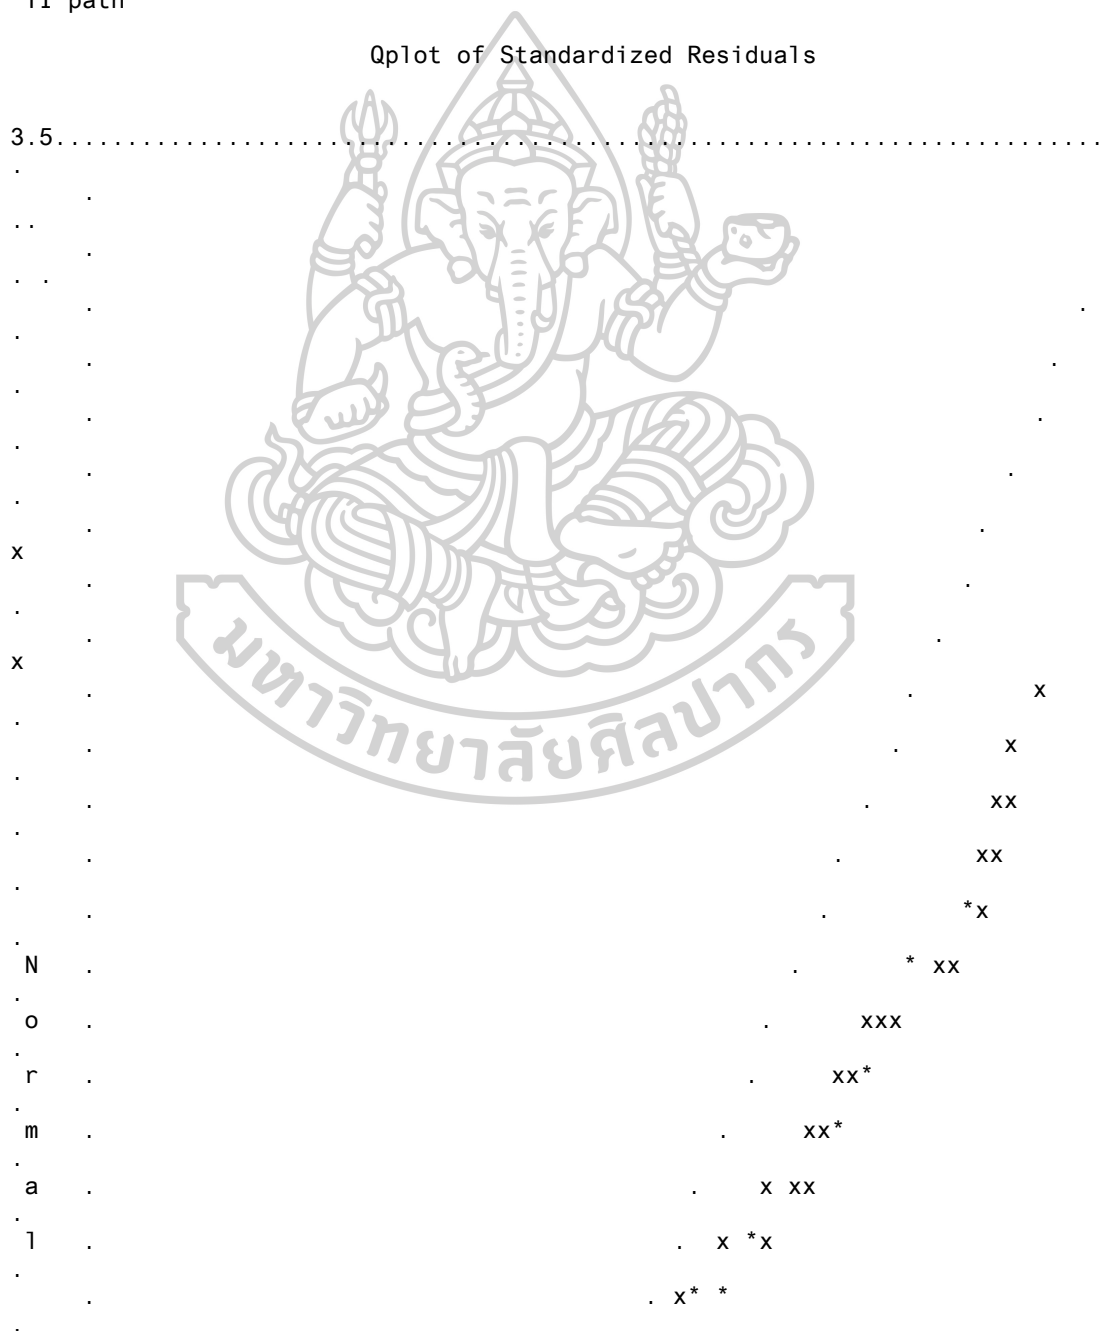 TI path
Qplot of Standardized Residuals
3.5..........................................................................
.
.
..
.
. .
. .
.
. .
.
. .
.
. .
.
. .
x
. .
.
. .
x
. . x
.
. . x
.
. . xx
.
. . xx
.
. . *x
.
N . . * xx
.
o . . xxx
.
r . . xx*
.
m . . xx*
.
a . . x xx
.
l . . x *x
.
. . x* *
.
มหาวิทยาลัยศิลปากร